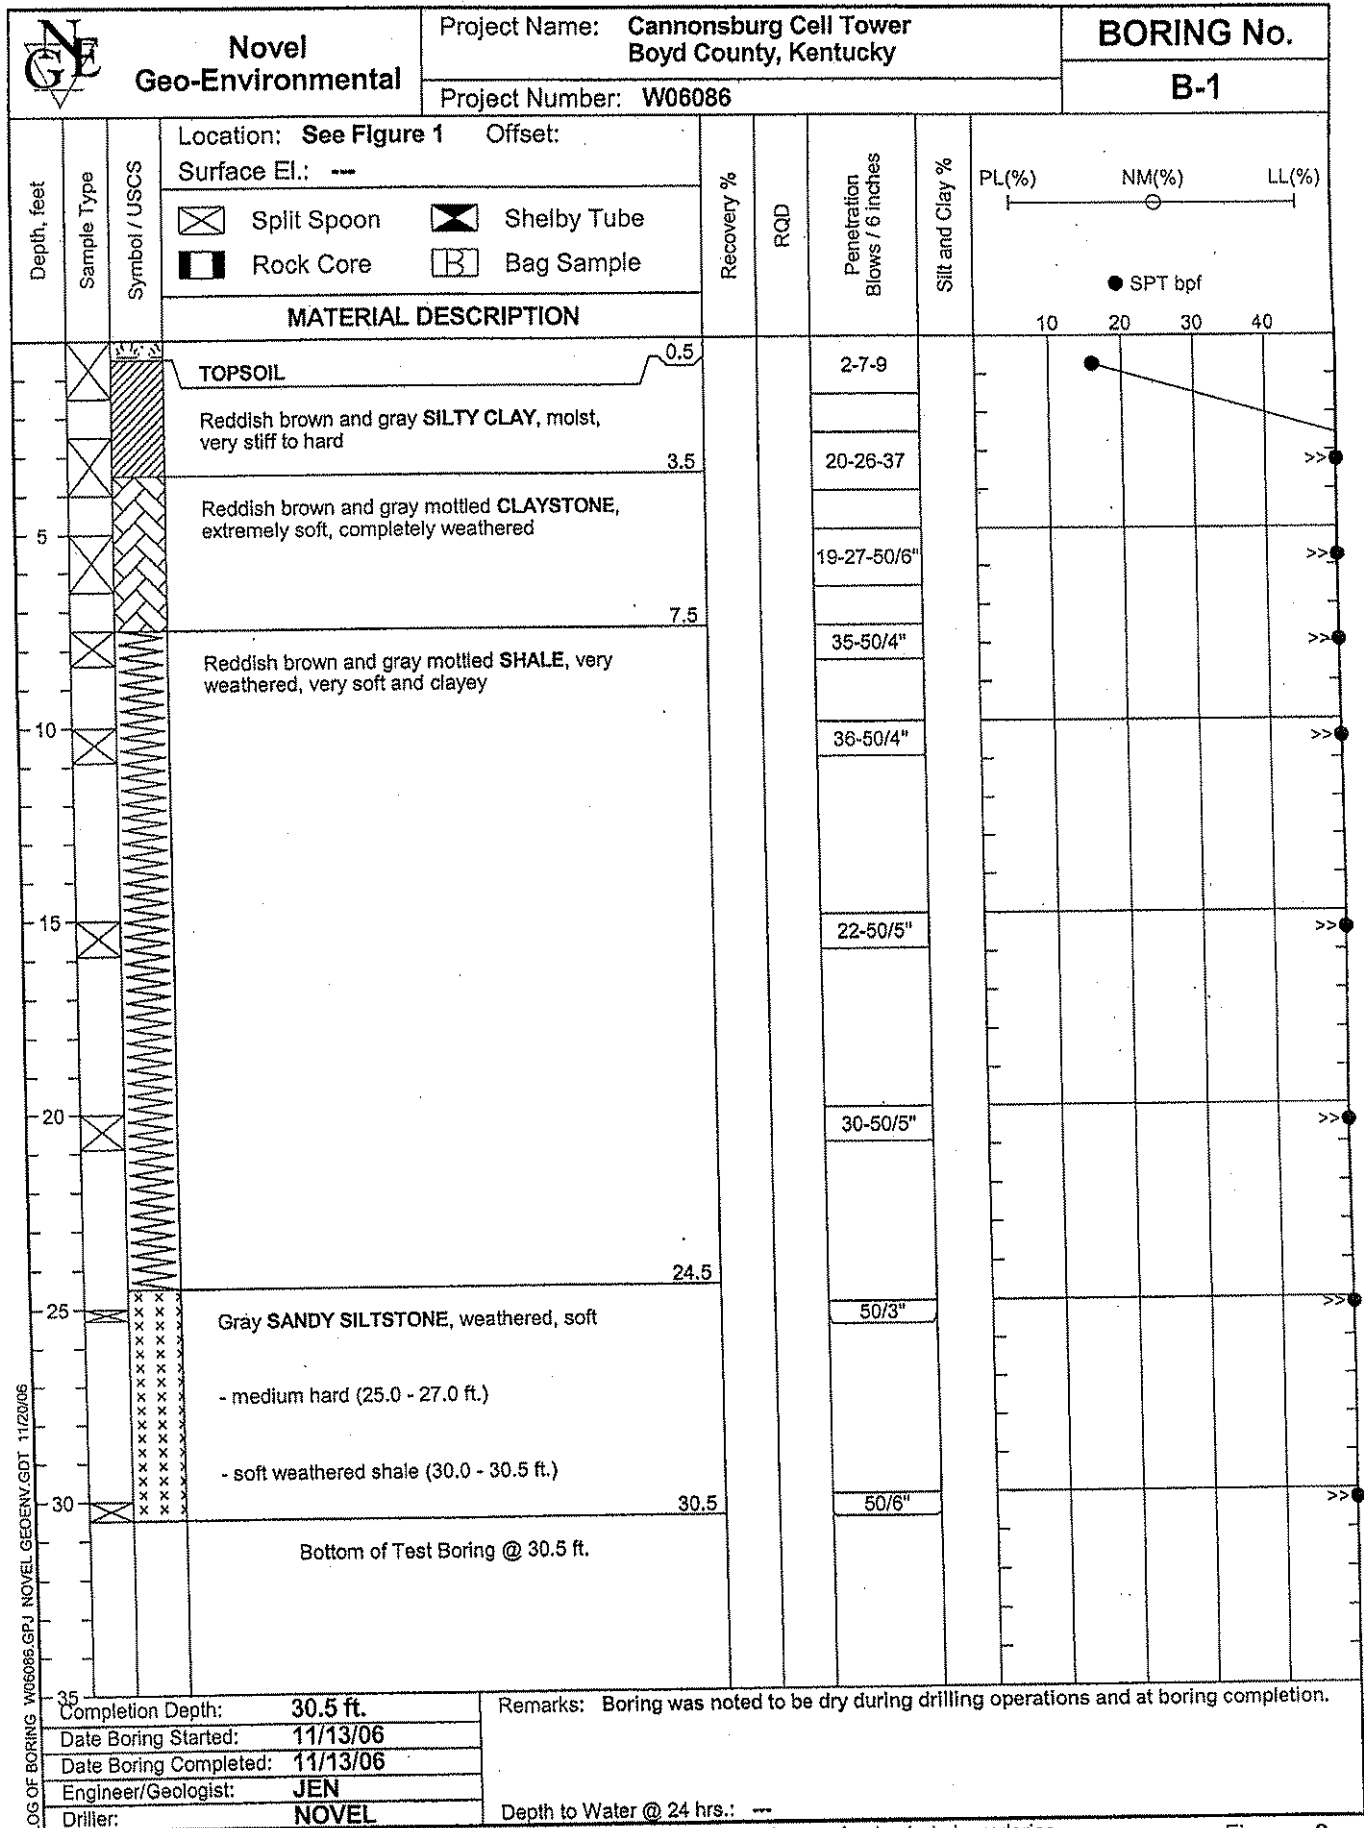 GNE
Novel
Geo-Environmental
Project Name: Cannonsburg Cell Tower
Boyd County, Kentucky
Project Number: W06086
BORING No.
B-1
Depth, feet
Sample Type
Symbol / USCS
Location: See Figure 1 Offset:
Surface El.: ---
Split Spoon
Shelby Tube
Rock Core
B Bag Sample
MATERIAL DESCRIPTION
Recovery %
RQD
Penetration
Blows / 6 inches
Silt and Clay %
PL(%) NM(%) LL(%)
SPT bpf
10 20 30 40
TOPSOIL
0.5
2-7-9
Reddish brown and gray SILTY CLAY, moist,
very stiff to hard
3.5
20-26-37
>>
Reddish brown and gray mottled CLAYSTONE,
extremely soft, completely weathered
5
19-27-50/6"
>>
7.5
35-50/4"
>>
Reddish brown and gray mottled SHALE, very
weathered, very soft and clayey
10
36-50/4"
>>
15
22-50/5"
>>
20
30-50/5"
>>
24.5
25
Gray SANDY SILTSTONE, weathered, soft
50/3"
>>
- medium hard (25.0 - 27.0 ft.)
- soft weathered shale (30.0 - 30.5 ft.)
30
30.5
50/6"
>>
Bottom of Test Boring @ 30.5 ft.
35
Completion Depth: 30.5 ft.
Date Boring Started: 11/13/06
Date Boring Completed: 11/13/06
Engineer/Geologist: JEN
Driller: NOVEL
Remarks: Boring was noted to be dry during drilling operations and at boring completion.
Depth to Water @ 24 hrs.: ---
OG OF BORING W06086.GPJ NOVEL GEOENV.GDT 11/20/06